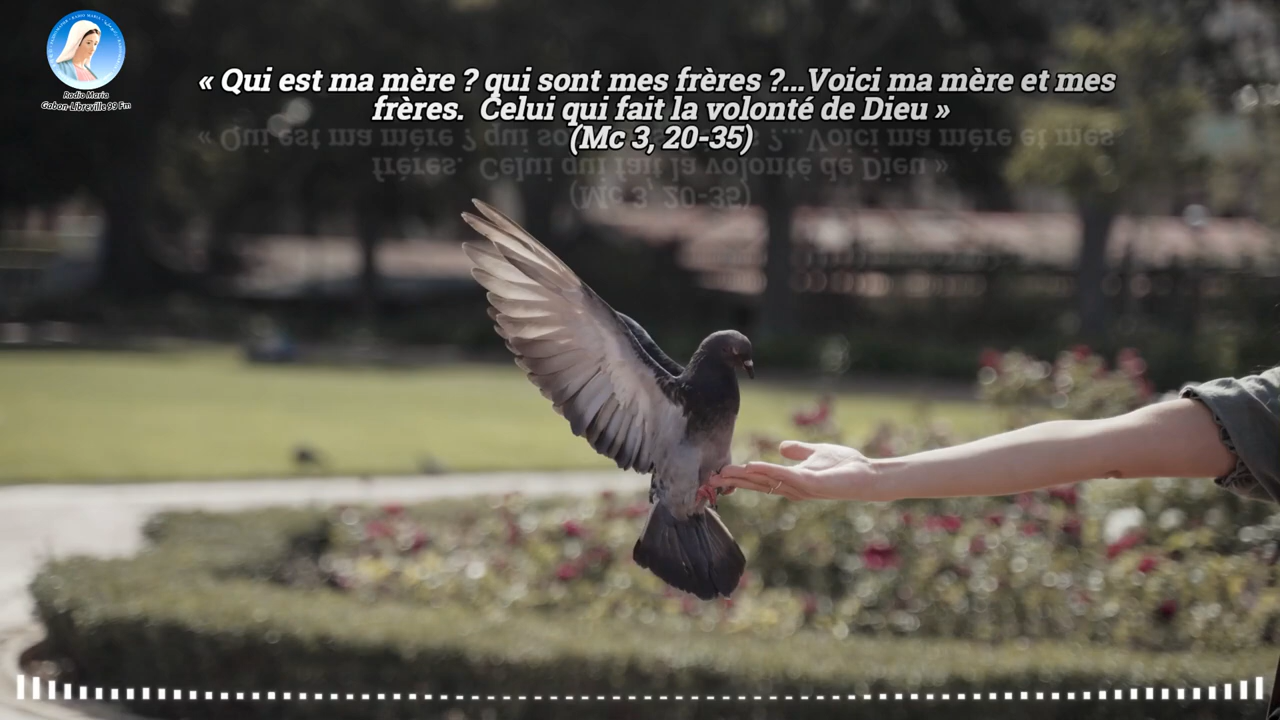 Radio Maria
Gabon-Libreville 99 Fm
« Qui est ma mère ? qui sont mes frères ?...Voici ma mère et mes
frères.  Celui qui fait la volonté de Dieu »
(Mc 3, 20-35)